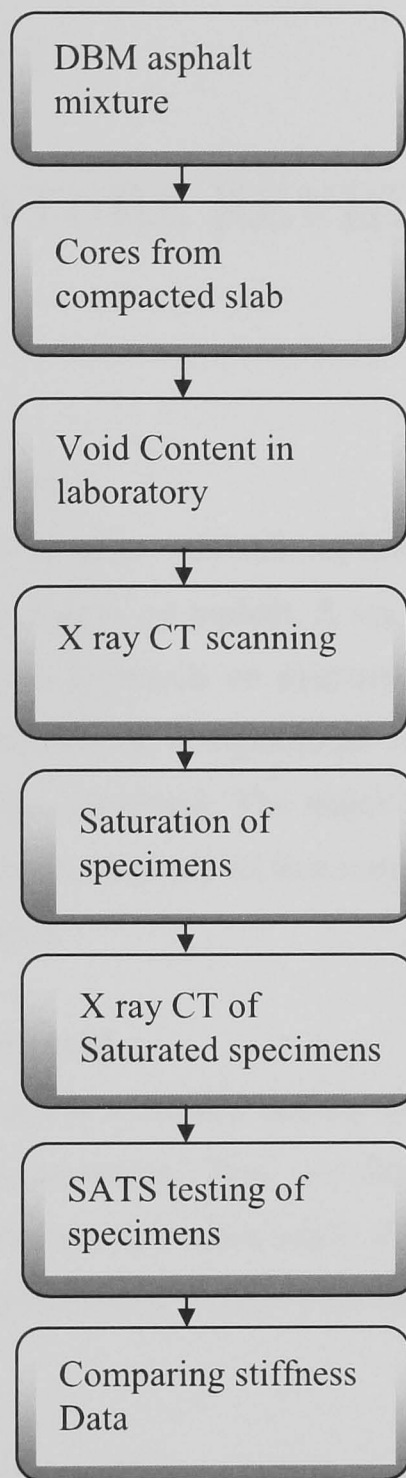 DBM asphalt
mixture
Cores from
compacted slab
Void Content in
laboratory
X ray CT scanning
Saturation of
specimens
X ray CT of
Saturated specimens
SATS testing of
specimens
Comparing stiffness
Data